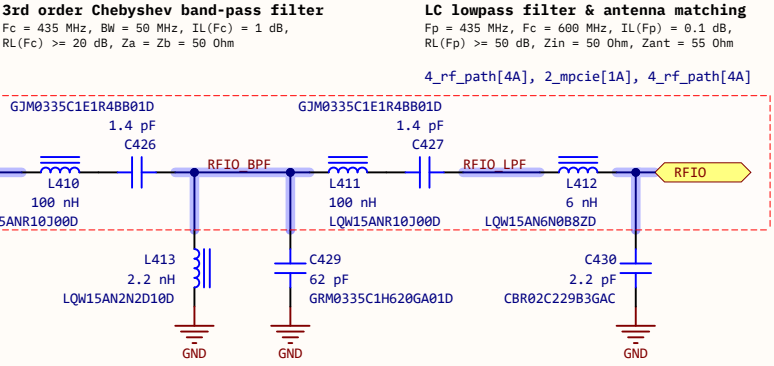 3rd order Chebyshev band-pass filter
Fc = 435 MHz, BW = 50 MHz, IL(Fc) = 1 dB,
RL(Fc) >= 20 dB, Za = Zb = 50 Ohm
LC lowpass filter & antenna matching
Fp = 435 MHz, Fc = 600 MHz, IL(Fp) = 0.1 dB,
RL(Fp) >= 50 dB, Zin = 50 Ohm, Zant = 55 Ohm
4_rf_path[4A], 2_mpcie[1A], 4_rf_path[4A]
GJM0335C1E1R4BB01D
1.4 pF
C426
GJM0335C1E1R4BB01D
1.4 pF
C427
RFIO_BPF
RFIO_LPF
RFIO
L410
100 nH
5ANR10J00D
L411
100 nH
LQW15ANR10J00D
L412
6 nH
LQW15AN6N0B8ZD
L413
2.2 nH
LQW15AN2N2D10D
C429
62 pF
GRM0335C1H620GA01D
C430
2.2 pF
CBR02C229B3GAC
GND
GND
GND